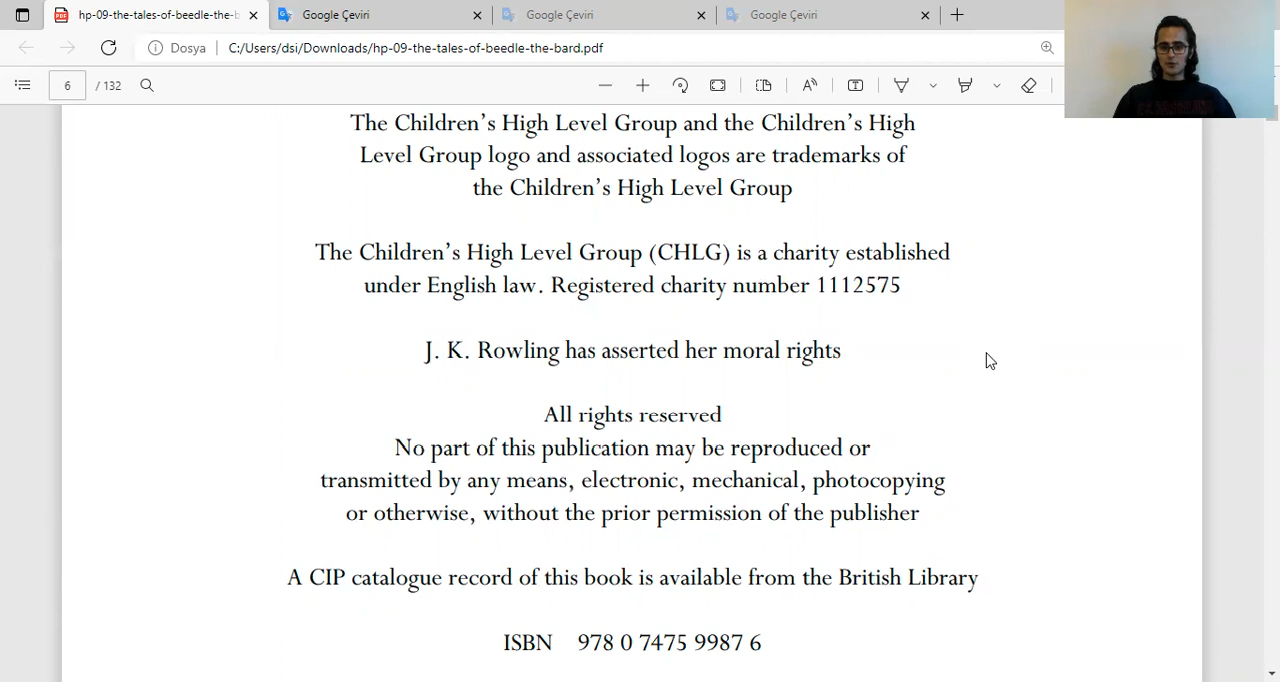 hp-09-the-tales-of-beedle-the-b
Google Çeviri
Google Çeviri
Google Çeviri
Dosya
C:/Users/dsi/Downloads/hp-09-the-tales-of-beedle-the-bard.pdf
6 / 132
The Children's High Level Group and the Children's High
Level Group logo and associated logos are trademarks of
the Children's High Level Group
The Children's High Level Group (CHLG) is a charity established
under English law. Registered charity number 1112575
J. K. Rowling has asserted her moral rights
All rights reserved
No part of this publication may be reproduced or
transmitted by any means, electronic, mechanical, photocopying
or otherwise, without the prior permission of the publisher
A CIP catalogue record of this book is available from the British Library
ISBN 978 0 7475 9987 6